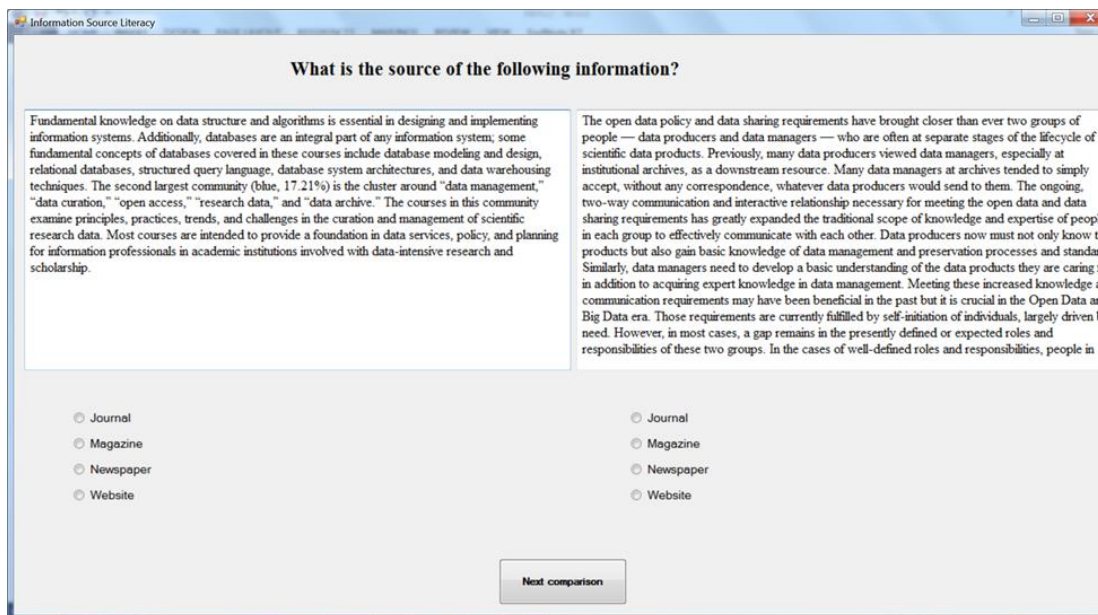 Information Source Literacy
What is the source of the following information?
Fundamental knowledge on data structure and algorithms is essential in designing and implementing
information systems. Additionally, databases are an integral part of any information system; some
fundamental concepts of databases covered in these courses include database modeling and design,
relational databases, structured query language, database system architectures, and data warehousing
techniques. The second largest community (blue, 17.21%) is the cluster around “data management,”
“data curation,” “open access,” “research data,” and “data archive.” The courses in this community
examine principles, practices, trends, and challenges in the curation and management of scientific
research data. Most courses are intended to provide a foundation in data services, policy, and planning
for information professionals in academic institutions involved with data-intensive research and
scholarship.
The open data policy and data sharing requirements have brought closer than ever two groups of
people — data producers and data managers — who are often at separate stages of the lifecycle of
scientific data products. Previously, many data producers viewed data managers, especially at
institutional archives, as a downstream resource. Many data managers at archives tended to simply
accept, without any correspondence, whatever data producers would send to them. The ongoing,
two-way communication and interactive relationship necessary for meeting the open data and data
sharing requirements has greatly expanded the traditional scope of knowledge and expertise of
in each group to effectively communicate with each other. Data producers now must not only know
products but also gain basic knowledge of data management and preservation processes and
Similarly, data managers need to develop a basic understanding of the data products they are caring
in addition to acquiring expert knowledge in data management. Meeting these increased knowledge
communication requirements may have been beneficial in the past but it is crucial in the Open Data
Big Data era. Those requirements are currently fulfilled by self-initiation of individuals, largely driven
need. However, in most cases, a gap remains in the presently defined or expected roles and
responsibilities of these two groups. In the cases of well-defined roles and responsibilities, people in
Journal
Magazine
Newspaper
Website
Journal
Magazine
Newspaper
Website
Next comparison